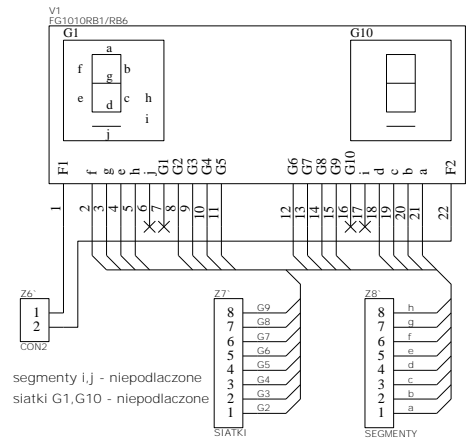 V1
FG1010RB1/RB6
G1 G10
a
f b
g
e c h
d i
j
F1 f g e h j G1 G2 G3 G4 G5 G6 G7 G8 G9 G10 i d c b a F2
1 2 3 4 5 6 7 8 9 10 11 12 13 14 15 16 17 18 19 20 21 22
Z6`
1
2
CON2
Z7`
8 G9
7 G8
6 G7
5 G6
4 G5
3 G4
2 G3
1 G2
SIATKI
Z8`
8 h
7 g
6 f
5 e
4 d
3 c
2 b
1 a
SEGMENTY
segmenty i,j - niepodlaczone
siatki G1,G10 - niepodlaczone